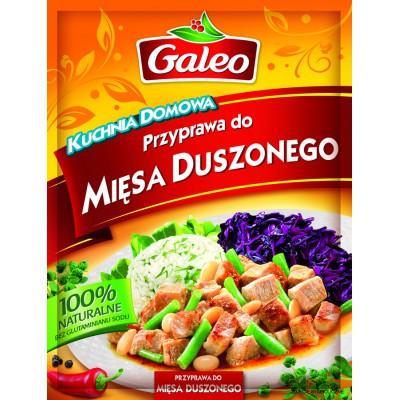 Galeo
KUCHNIA DOMOWA
Przyprawa do
MIĘSA DUSZONEGO
100%
NATURALNE
BEZ GLUTAMINIANU SODU
PRZYPRAWA DO
MIĘSA DUSZONEGO